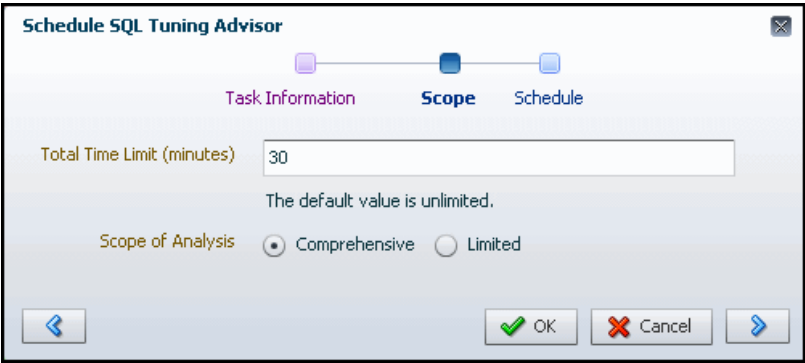 Schedule SQL Tuning Advisor
Task Information Scope Schedule
Total Time Limit (minutes) 30
The default value is unlimited.
Scope of Analysis Comprehensive Limited
OK Cancel